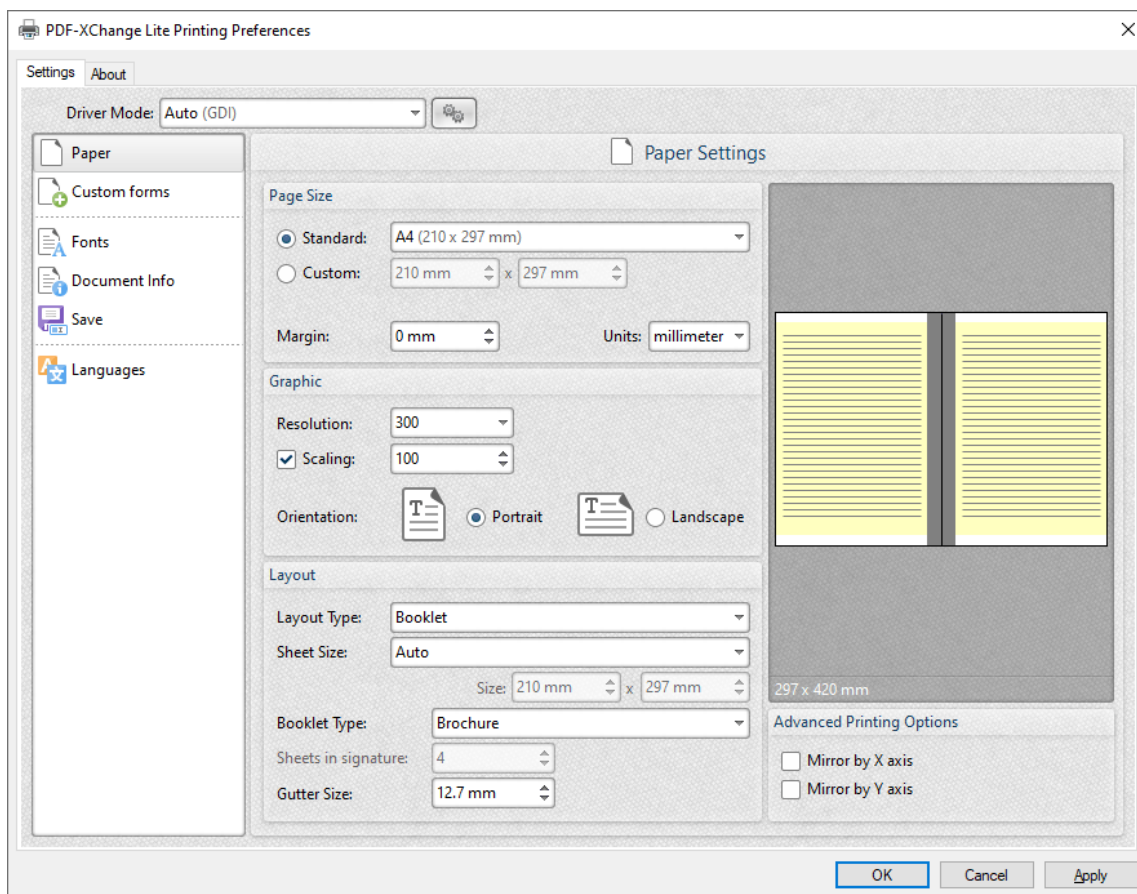 PDF-XChange Lite Printing Preferences
Settings About
Driver Mode: Auto (GDI)
Paper
Custom forms
Fonts
Document Info
Save
Languages
Paper Settings
Page Size
Standard: A4 (210 x 297 mm)
Custom: 210 mm x 297 mm
Margin: 0 mm Units: millimeter
Graphic
Resolution: 300
Scaling: 100
Orientation: T Portrait T Landscape
Layout
Layout Type: Booklet
Sheet Size: Auto
Size: 210 mm x 297 mm
Booklet Type: Brochure
Sheets in signature: 4
Gutter Size: 12.7 mm
297 x 420 mm
Advanced Printing Options
Mirror by X axis
Mirror by Y axis
OK Cancel Apply